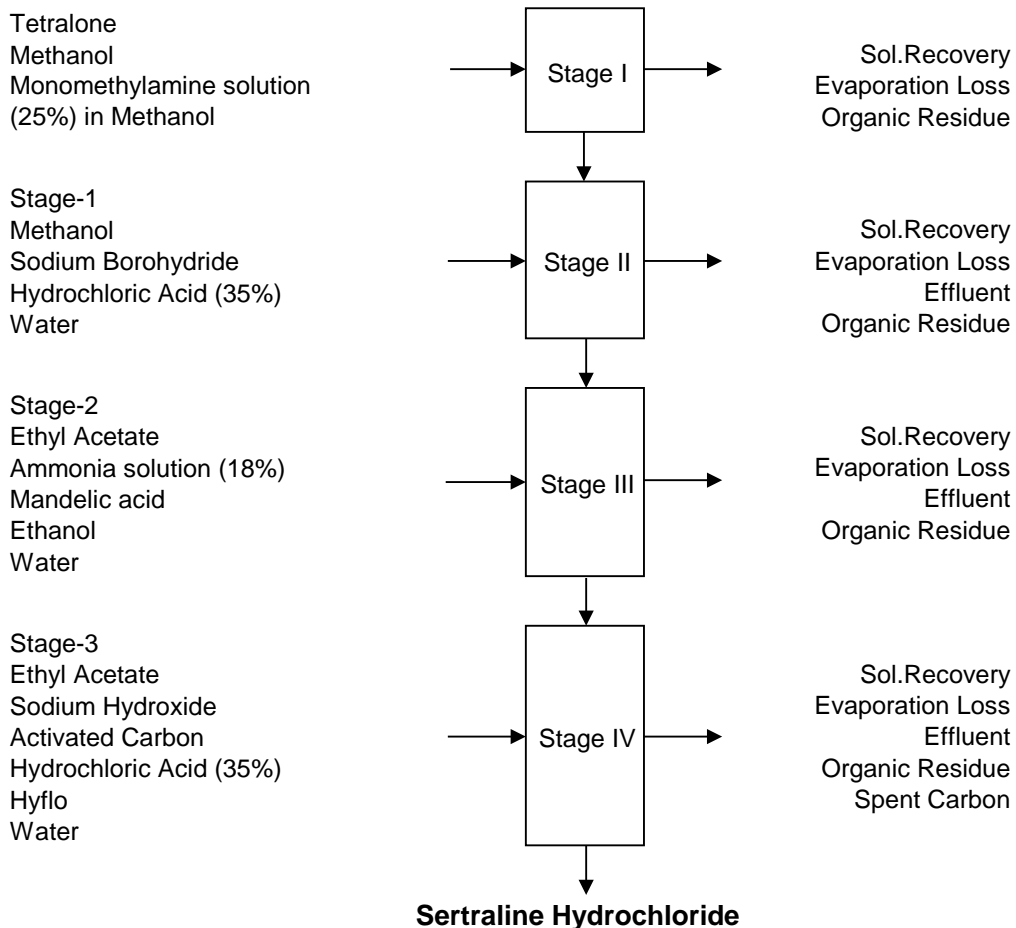 Tetralone
Methanol
Monomethylamine solution
(25%) in Methanol
Stage I
Sol.Recovery
Evaporation Loss
Organic Residue
Stage-1
Methanol
Sodium Borohydride
Hydrochloric Acid (35%)
Water
Stage II
Sol.Recovery
Evaporation Loss
Effluent
Organic Residue
Stage-2
Ethyl Acetate
Ammonia solution (18%)
Mandelic acid
Ethanol
Water
Stage III
Sol.Recovery
Evaporation Loss
Effluent
Organic Residue
Stage-3
Ethyl Acetate
Sodium Hydroxide
Activated Carbon
Hydrochloric Acid (35%)
Hyflo
Water
Stage IV
Sol.Recovery
Evaporation Loss
Effluent
Organic Residue
Spent Carbon
Sertraline Hydrochloride